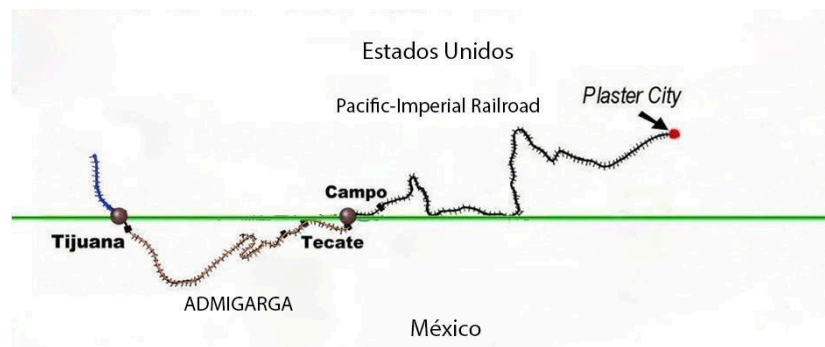 Estados Unidos
Pacific-Imperial Railroad
Plaster City
Campo
Tijuana
Tecate
ADMIGARGA
México